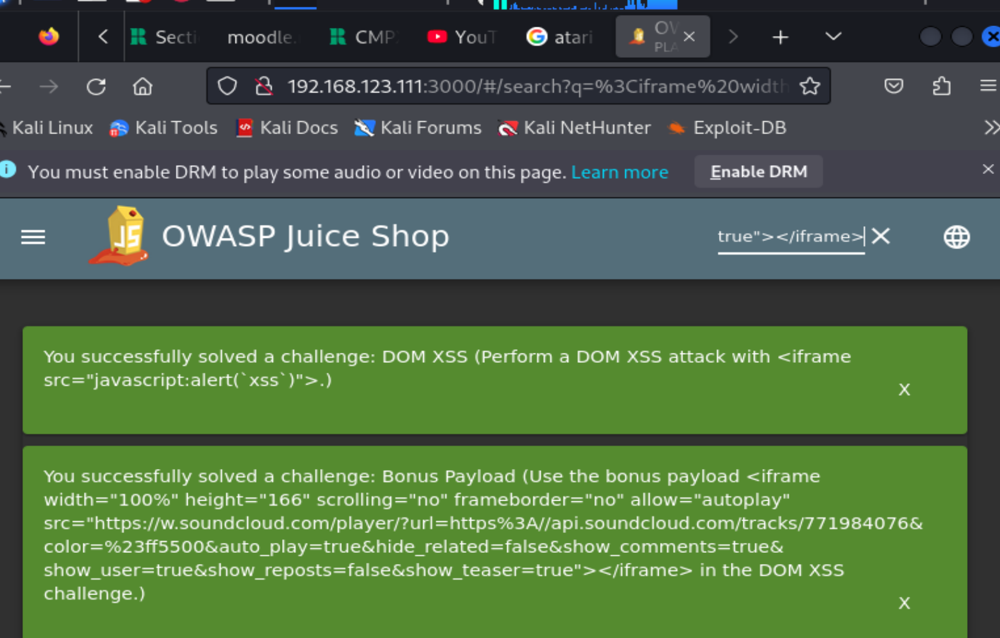 Secti
moodle.
CMP
YouT
atari
OV
PLA
192.168.123.111:3000/#/search?q=%3Ciframe%20width
Kali Linux
Kali Tools
Kali Docs
Kali Forums
Kali NetHunter
Exploit-DB
You must enable DRM to play some audio or video on this page. Learn more
Enable DRM
JS
OWASP Juice Shop
true"></iframe>
You successfully solved a challenge: DOM XSS (Perform a DOM XSS attack with <iframe
src="javascript:alert(`xss`)">.)
X
You successfully solved a challenge: Bonus Payload (Use the bonus payload <iframe
width="100%" height="166" scrolling="no" frameborder="no" allow="autoplay"
src="https://w.soundcloud.com/player/?url=https%3A//api.soundcloud.com/tracks/771984076&
color=%23ff5500&auto_play=true&hide_related=false&show_comments=true&
show_user=true&show_reposts=false&show_teaser=true"></iframe> in the DOM XSS
challenge.)
X